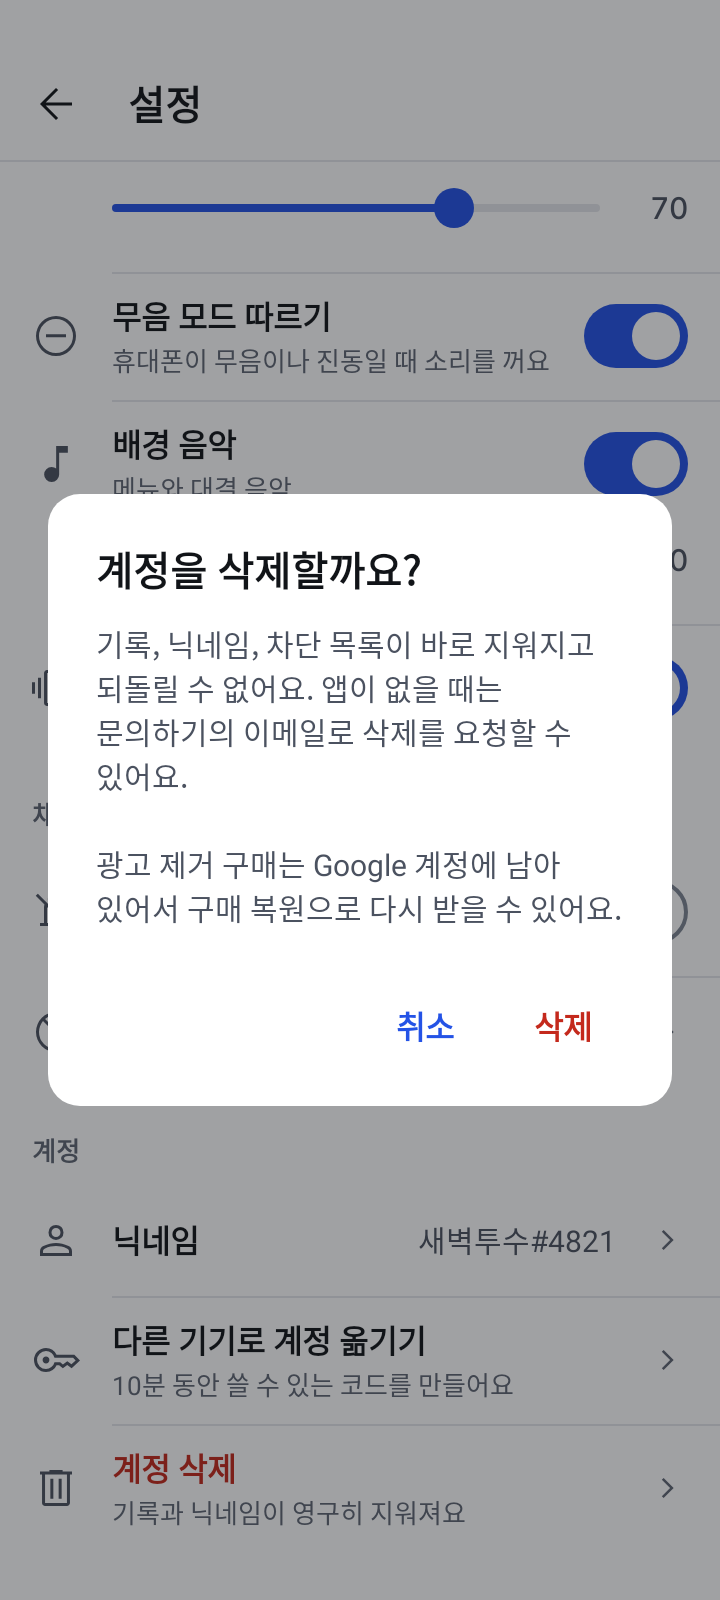 설정
70
무음 모드 따르기
휴대폰이 무음이나 진동일 때 소리를 꺼요
배경 음악
메뉴와 대결 음악
계정을 삭제할까요?
기록, 닉네임, 차단 목록이 바로 지워지고
되돌릴 수 없어요. 앱이 없을 때는
문의하기의 이메일로 삭제를 요청할 수
있어요.
광고 제거 구매는 Google 계정에 남아
있어서 구매 복원으로 다시 받을 수 있어요.
취소
삭제
계정
닉네임
새벽투수#4821
다른 기기로 계정 옮기기
10분 동안 쓸 수 있는 코드를 만들어요
계정 삭제
기록과 닉네임이 영구히 지워져요